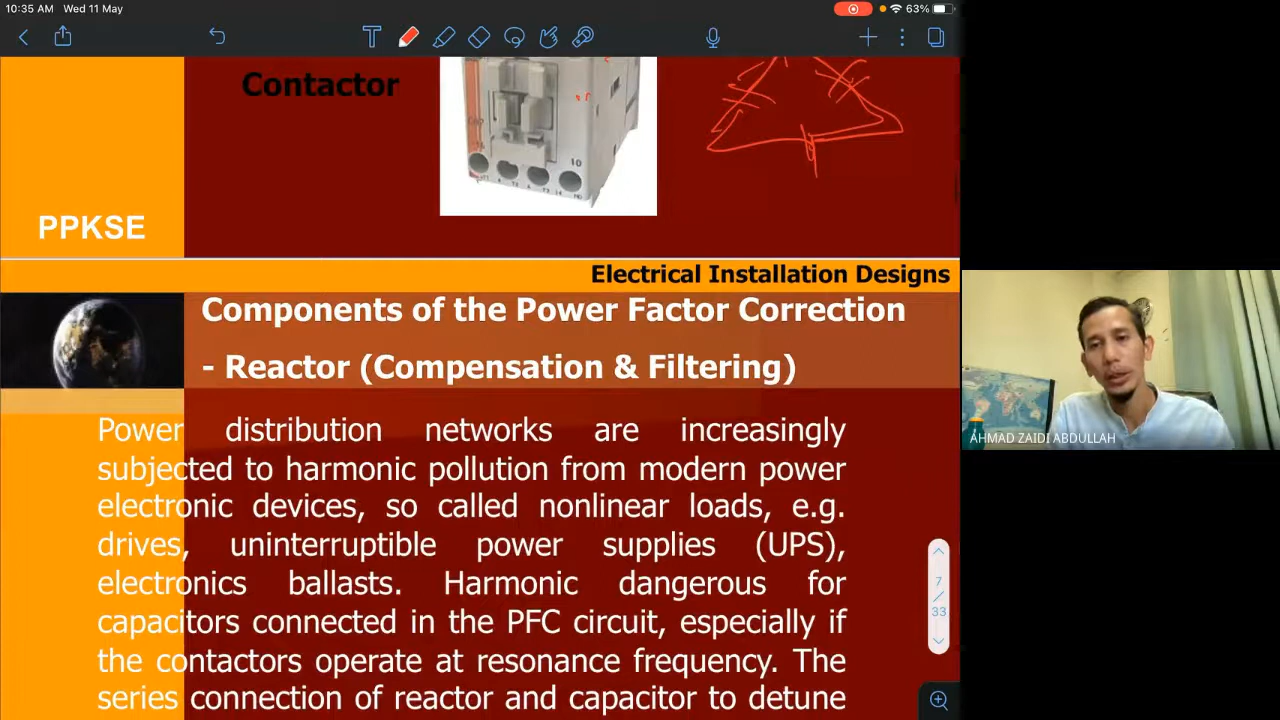 10:35 AM Wed 11 May
63%
Contactor
10
PPKSE
Electrical Installation Designs
Components of the Power Factor Correction
- Reactor (Compensation & Filtering)
AHMAD ZAIDI ABDULLAH
Power distribution networks are increasingly
subjected to harmonic pollution from modern power
electronic devices, so called nonlinear loads, e.g.
drives, uninterruptible power supplies (UPS),
electronics ballasts. Harmonic dangerous for
capacitors connected in the PFC circuit, especially if
the contactors operate at resonance frequency. The
series connection of reactor and capacitor to detune
7
/
33